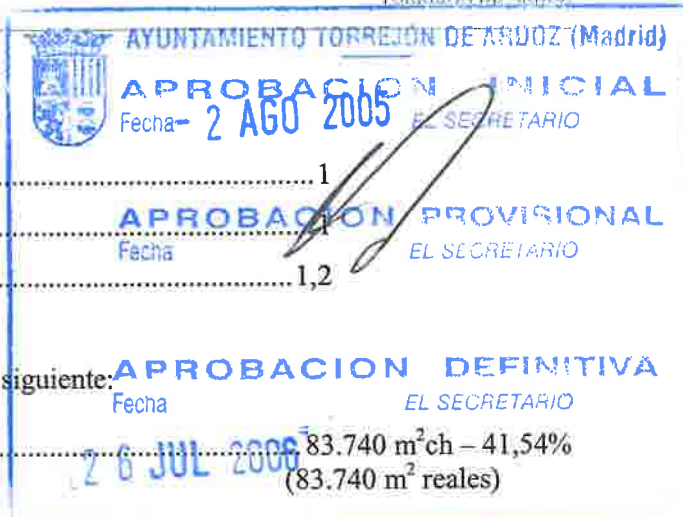 AYUNTAMIENTO TORREJÓN DE ARDOZ (Madrid)
APROBACION INICIAL
Fecha - 2 AGO 2005 EL SECRETARIO
1
APROBACION PROVISIONAL
1
Fecha EL SECRETARIO
1,2
siguiente: APROBACION DEFINITIVA
Fecha EL SECRETARIO
83.740 m²ch – 41,54%
26 JUL 2006
(83.740 m² reales)